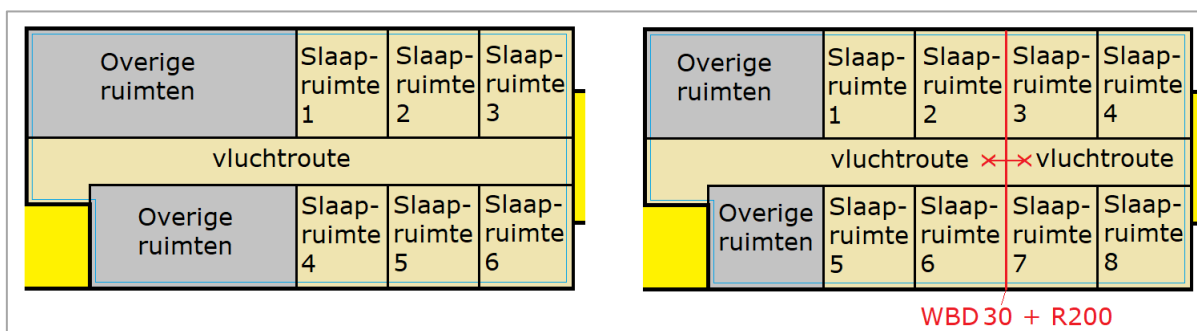 Overige
ruimten
Slaap-
ruimte
1
Slaap-
ruimte
2
Slaap-
ruimte
3
vluchtroute
Overige
ruimten
Slaap-
ruimte
4
Slaap-
ruimte
5
Slaap-
ruimte
6
Overige
ruimten
Slaap-
ruimte
1
Slaap-
ruimte
2
Slaap-
ruimte
3
Slaap-
ruimte
4
vluchtroute
vluchtroute
Overige
ruimten
Slaap-
ruimte
5
Slaap-
ruimte
6
Slaap-
ruimte
7
Slaap-
ruimte
8
WBD 30 + R200